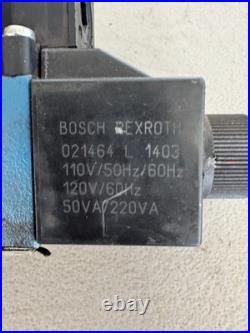 BOSCH REXROTH
021464 L 1403
110V/50Hz/60Hz
120V/60Hz
50VA/220VA